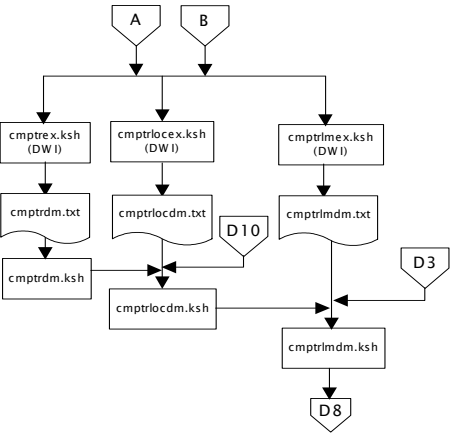 A
B
cmptrex.ksh
(DWI)
cmptrlocex.ksh
(DWI)
cmptrlmex.ksh
(DWI)
cmptrdm.txt
cmptrlocdm.txt
cmptrlmdm.txt
D10
D3
cmptrdm.ksh
cmptrlocdm.ksh
cmptrlmdm.ksh
D8